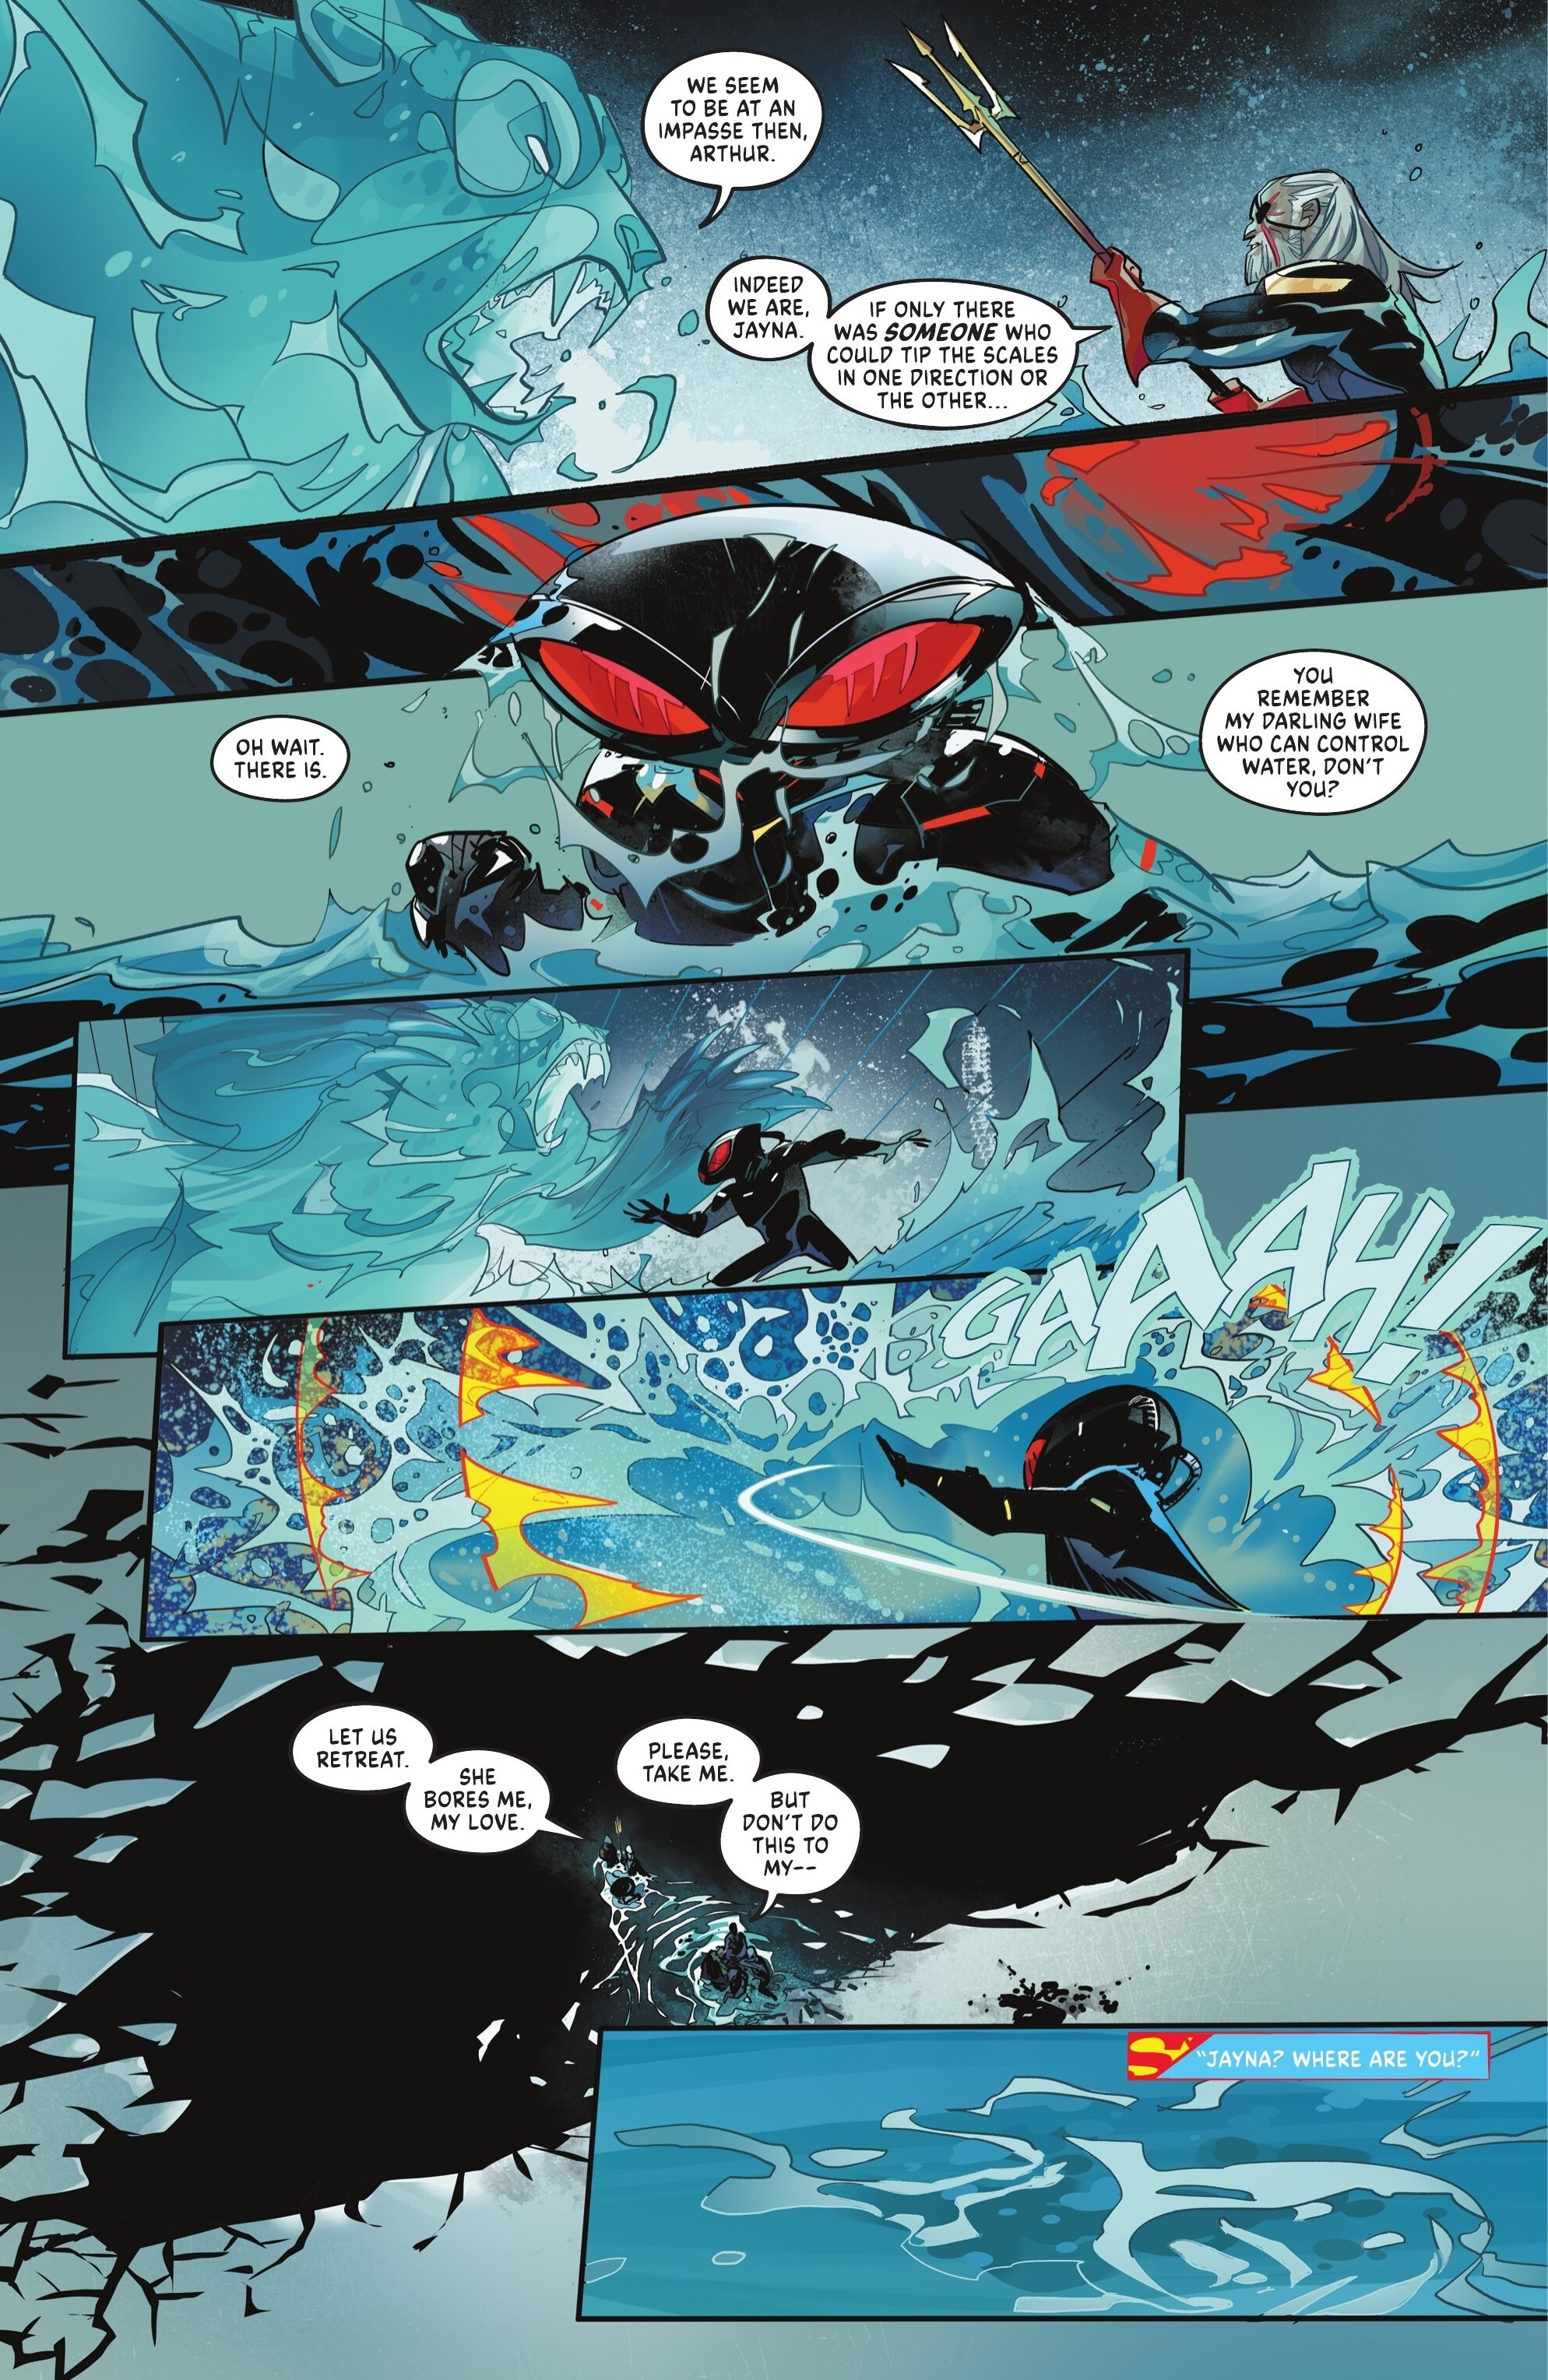 WE SEEM
TO BE AT AN
IMPASSE THEN,
ARTHUR.
INDEED
WE ARE,
JAYNA.
IF ONLY THERE
WAS SOMEONE WHO
COULD TIP THE SCALES
IN ONE DIRECTION OR
THE OTHER...
OH WAIT.
THERE IS.
YOU
REMEMBER
MY DARLING WIFE
WHO CAN CONTROL
WATER, DON'T
YOU?
GAAAAH!
LET US
RETREAT.
SHE
BORES ME,
MY LOVE.
PLEASE,
TAKE ME.
BUT
DON'T DO
THIS TO
MY--
"JAYNA? WHERE ARE YOU?"